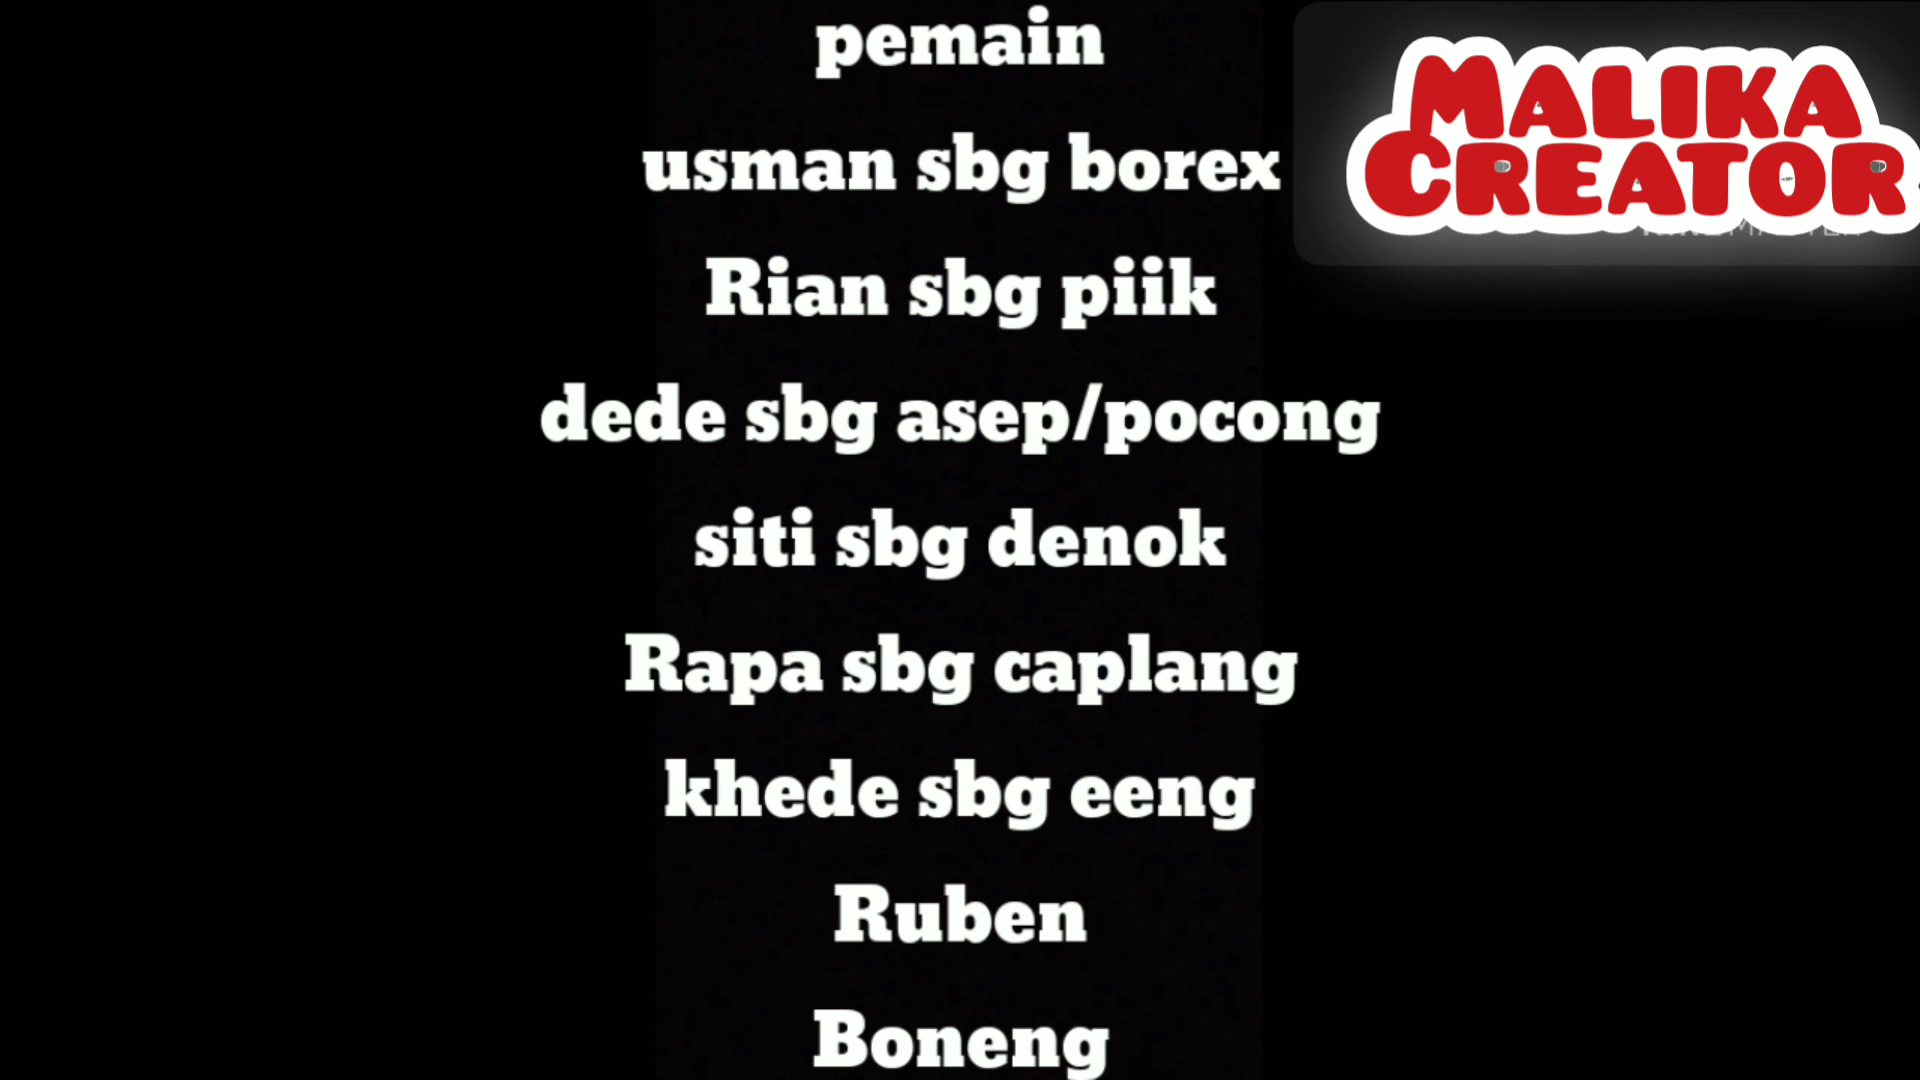 pemain
usman sbg borex
Rian sbg piik
dede sbg asep/pocong
siti sbg denok
Rapa sbg caplang
khede sbg eeng
Ruben
Boneng
MALIKA
CREATOR